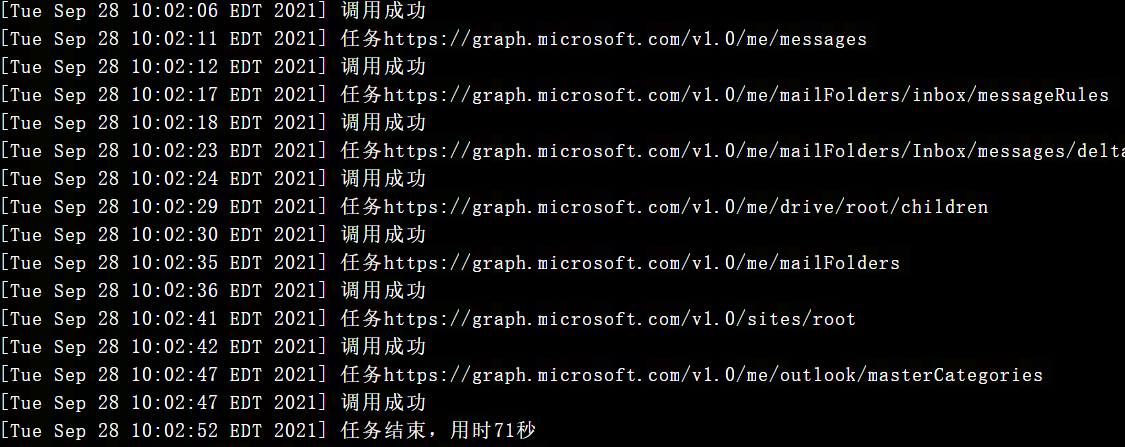 [Tue Sep 28 10:02:06 EDT 2021] 调用成功
[Tue Sep 28 10:02:11 EDT 2021] 任务https://graph.microsoft.com/v1.0/me/messages
[Tue Sep 28 10:02:12 EDT 2021] 调用成功
[Tue Sep 28 10:02:17 EDT 2021] 任务https://graph.microsoft.com/v1.0/me/mailFolders/inbox/messageRules
[Tue Sep 28 10:02:18 EDT 2021] 调用成功
[Tue Sep 28 10:02:23 EDT 2021] 任务https://graph.microsoft.com/v1.0/me/mailFolders/Inbox/messages/delta
[Tue Sep 28 10:02:24 EDT 2021] 调用成功
[Tue Sep 28 10:02:29 EDT 2021] 任务https://graph.microsoft.com/v1.0/me/drive/root/children
[Tue Sep 28 10:02:30 EDT 2021] 调用成功
[Tue Sep 28 10:02:35 EDT 2021] 任务https://graph.microsoft.com/v1.0/me/mailFolders
[Tue Sep 28 10:02:36 EDT 2021] 调用成功
[Tue Sep 28 10:02:41 EDT 2021] 任务https://graph.microsoft.com/v1.0/sites/root
[Tue Sep 28 10:02:42 EDT 2021] 调用成功
[Tue Sep 28 10:02:47 EDT 2021] 任务https://graph.microsoft.com/v1.0/me/outlook/masterCategories
[Tue Sep 28 10:02:47 EDT 2021] 调用成功
[Tue Sep 28 10:02:52 EDT 2021] 任务结束，用时71秒